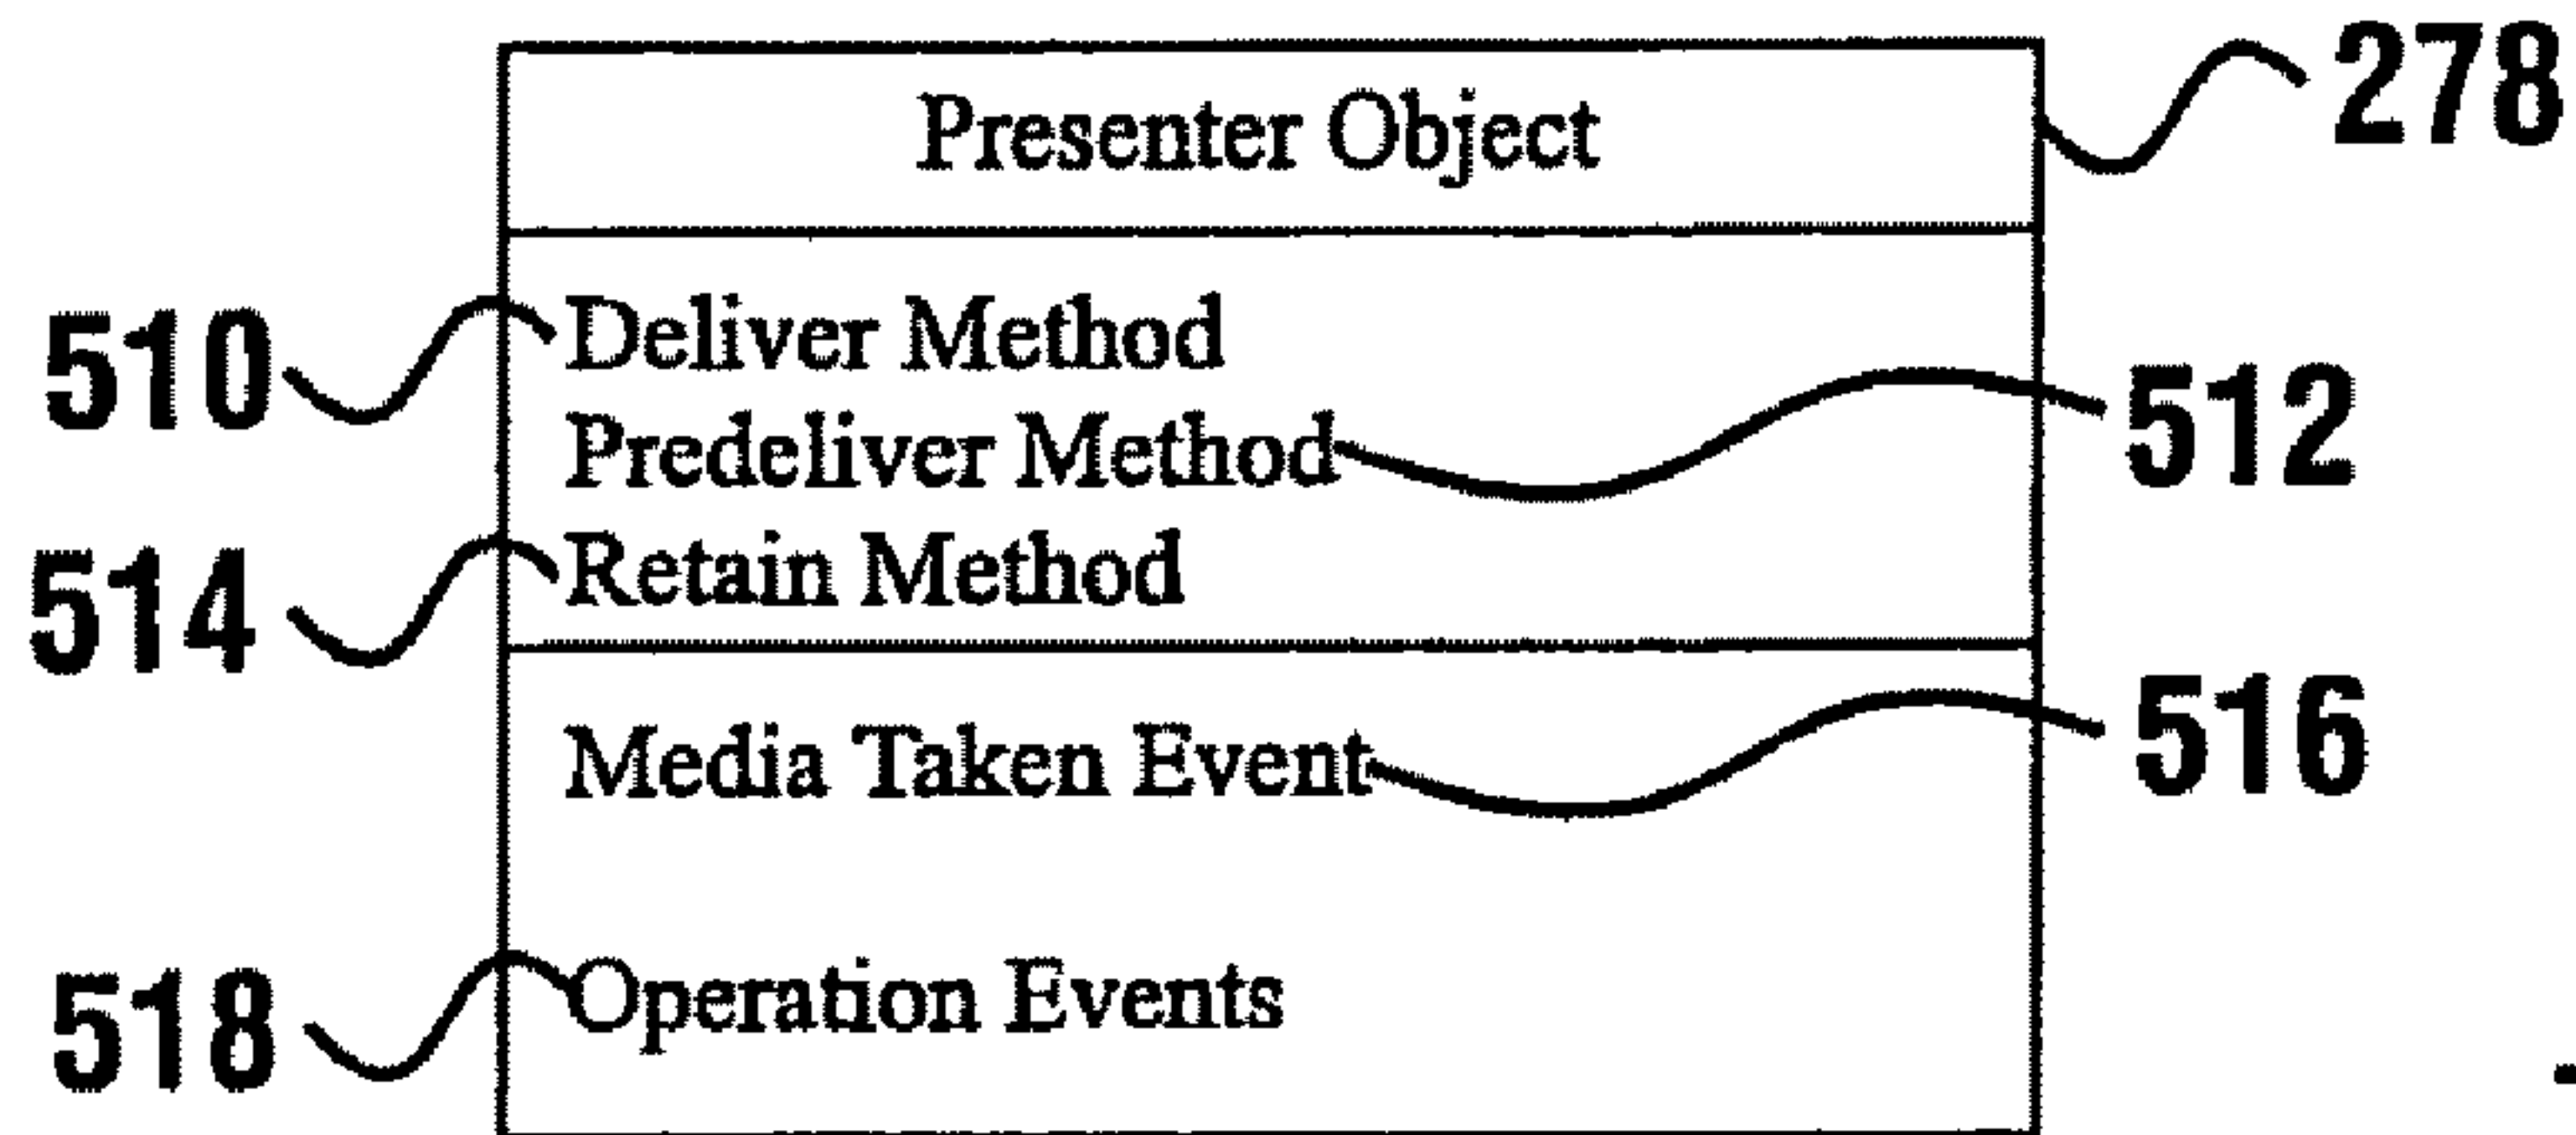 Presenter Object
278
510
Deliver Method
512
Predeliver Method
514
Retain Method
516
Media Taken Event
518
Operation Events